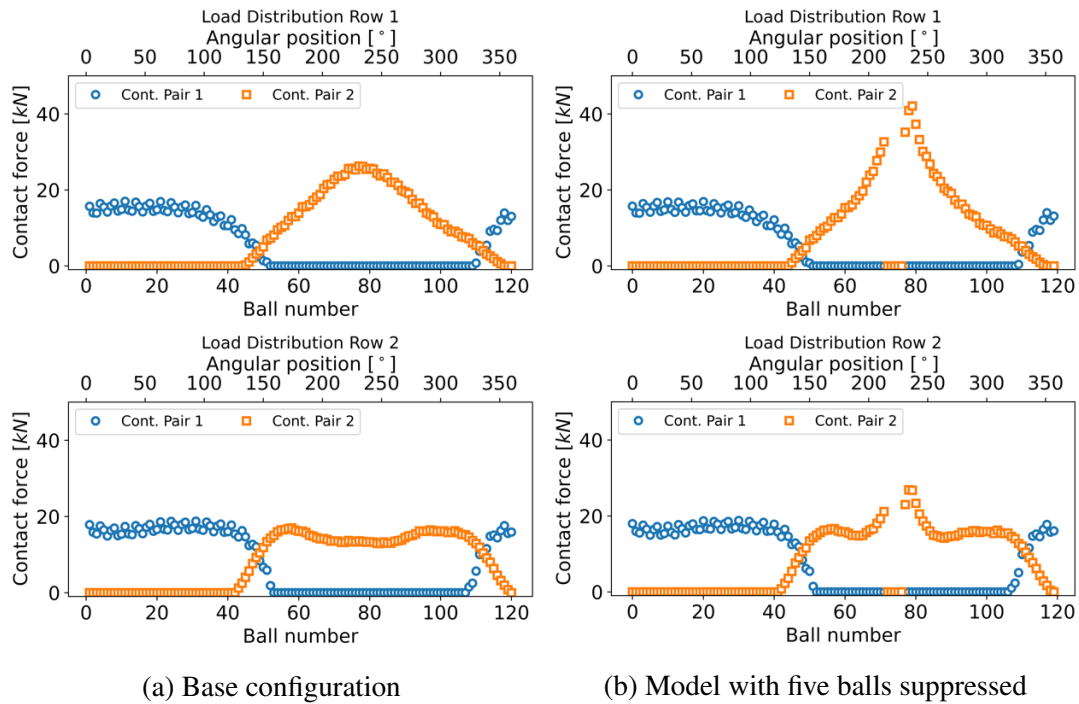 Load Distribution Row 1
Angular position [°]
0 50 100 150 200 250 300 350
Contact force [kN]
40
20
0
Cont. Pair 1 Cont. Pair 2
0 20 40 60 80 100 120
Ball number
Load Distribution Row 1
Angular position [°]
0 50 100 150 200 250 300 350
Contact force [kN]
40
20
0
Cont. Pair 1 Cont. Pair 2
0 20 40 60 80 100 120
Ball number
Load Distribution Row 2
Angular position [°]
0 50 100 150 200 250 300 350
Contact force [kN]
40
20
0
Cont. Pair 1 Cont. Pair 2
0 20 40 60 80 100 120
Ball number
Load Distribution Row 2
Angular position [°]
0 50 100 150 200 250 300 350
Contact force [kN]
40
20
0
Cont. Pair 1 Cont. Pair 2
0 20 40 60 80 100 120
Ball number
(a) Base configuration
(b) Model with five balls suppressed